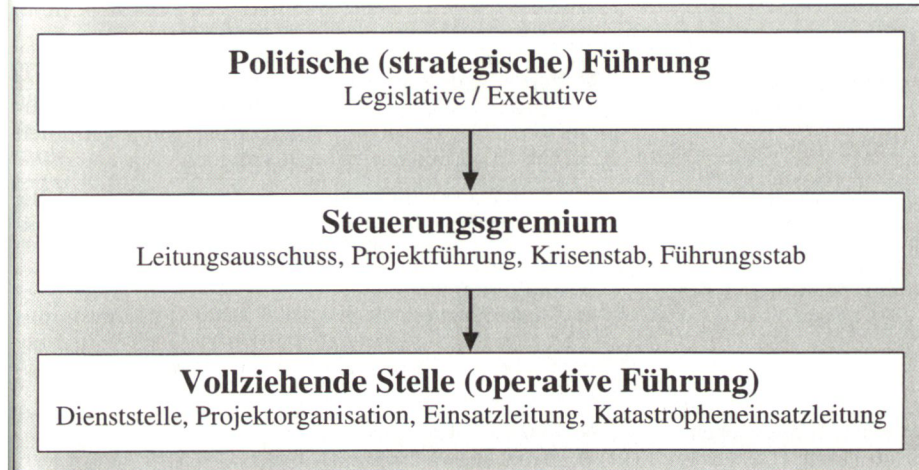 Politische (strategische) Führung
Legislative / Exekutive
Steuerungsgremium
Leitungsausschuss, Projektführung, Krisenstab, Führungsstab
Vollziehende Stelle (operative Führung)
Dienststelle, Projektorganisation, Einsatzleitung, Katastropheneinsatzleitung